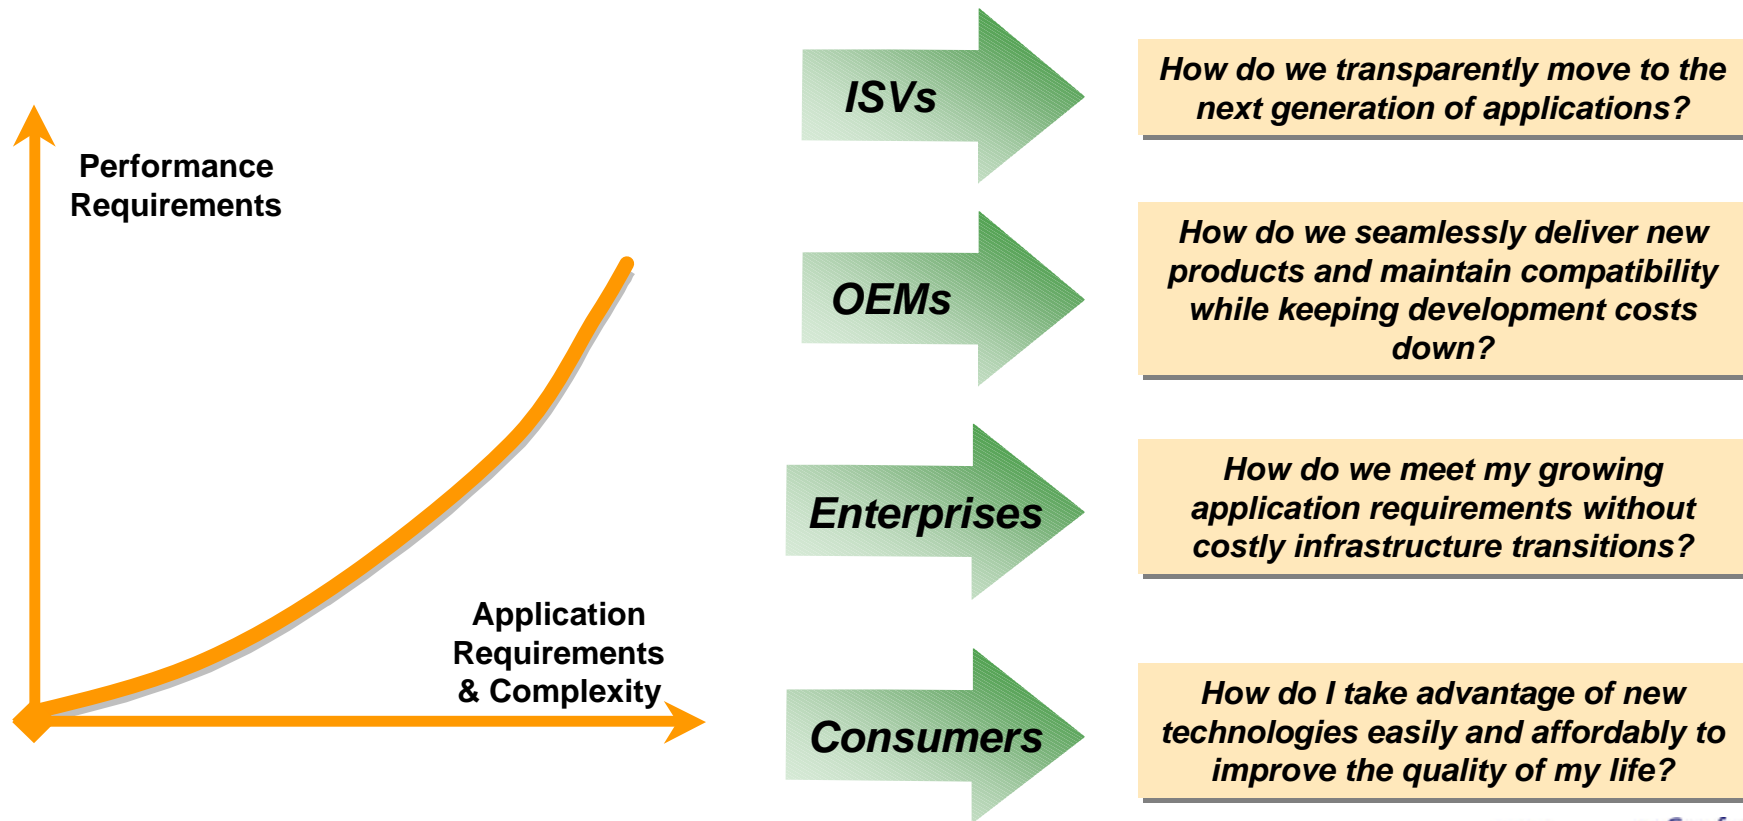 Performance
Requirements
Application
Requirements
& Complexity
ISVs
How do we transparently move to the
next generation of applications?
OEMs
How do we seamlessly deliver new
products and maintain compatibility
while keeping development costs
down?
Enterprises
How do we meet my growing
application requirements without
costly infrastructure transitions?
Consumers
How do I take advantage of new
technologies easily and affordably to
improve the quality of my life?